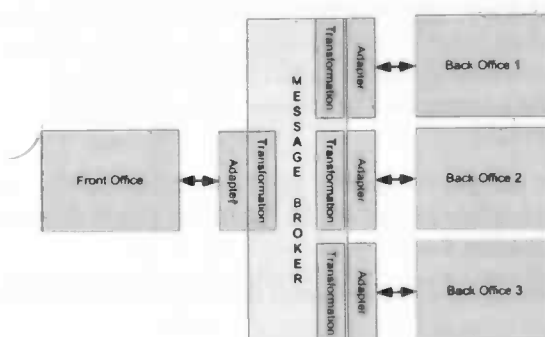 Front Office
Adapter
Transformation
MESSAGE BROKER
Transformation
Adapter
Back Office 1
Transformation
Adapter
Back Office 2
Transformation
Adapter
Back Office 3